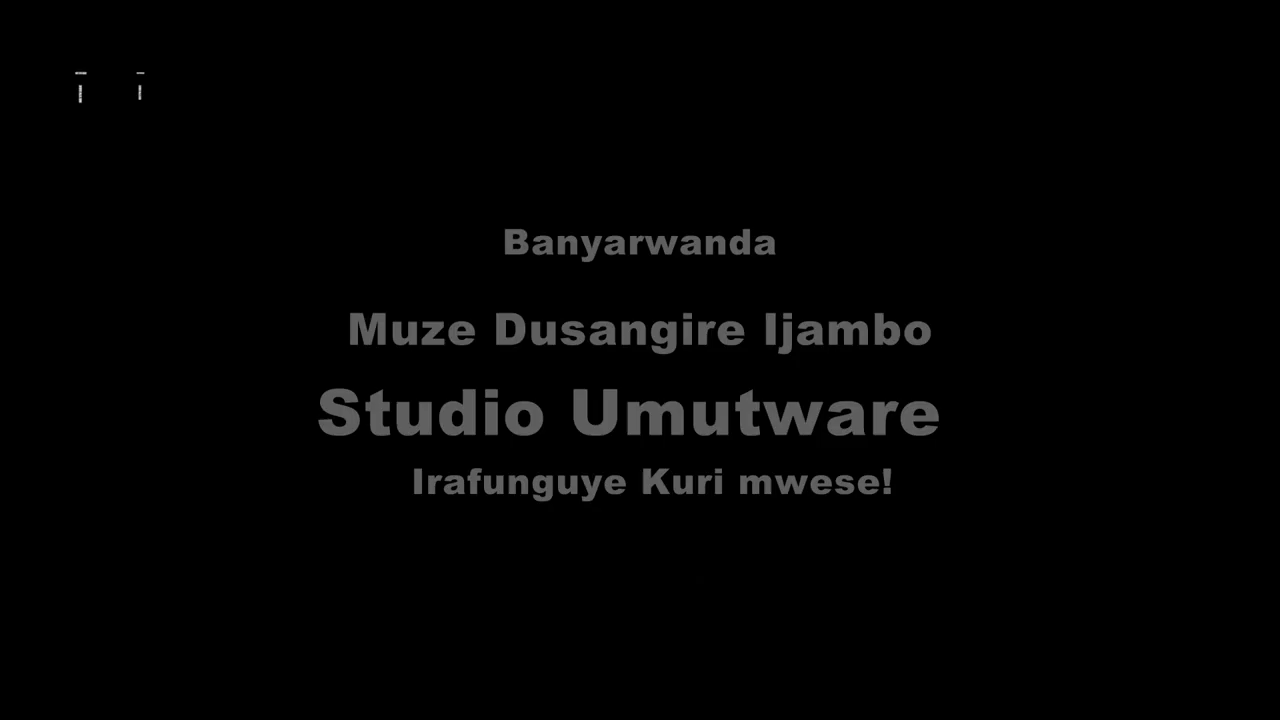 Banyarwanda
Muze Dusangire Ijambo
Studio Umutware
Irafunguye Kuri mwese!